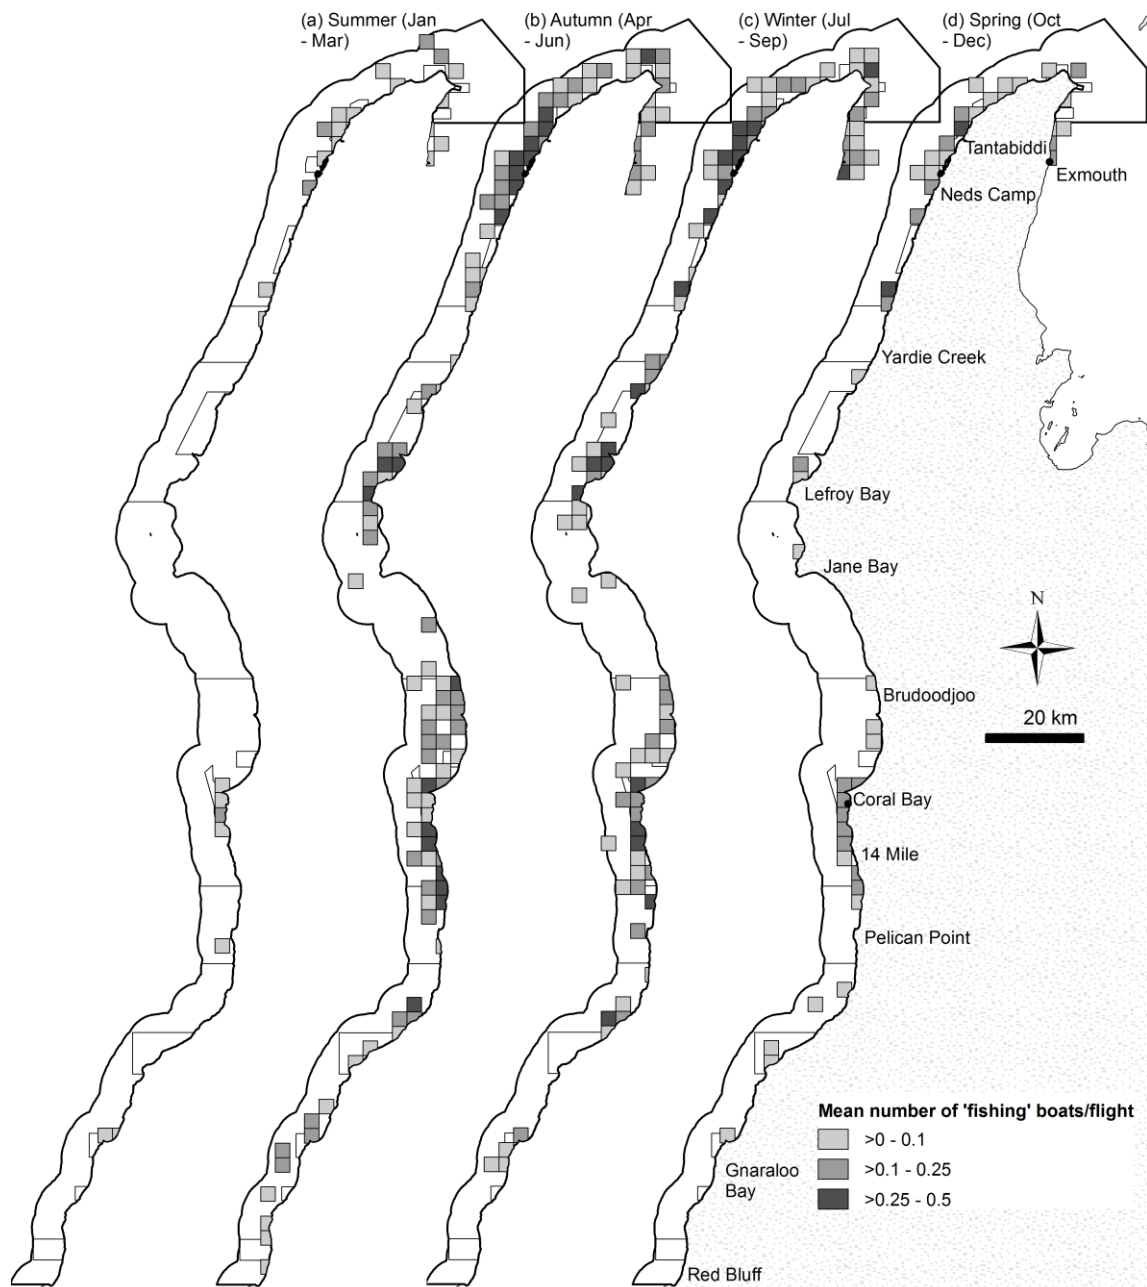 (a) Summer (Jan
- Mar)
(b) Autumn (Apr
- Jun)
(c) Winter (Jul
- Sep)
(d) Spring (Oct
- Dec)
Tantabiddi
Exmouth
Neds Camp
Yardie Creek
Lefroy Bay
Jane Bay
N
Brudoodjoo
20 km
Coral Bay
14 Mile
Pelican Point
Mean number of 'fishing' boats/flight
>0 - 0.1
>0.1 - 0.25
>0.25 - 0.5
Gnaraloo
Bay
Red Bluff